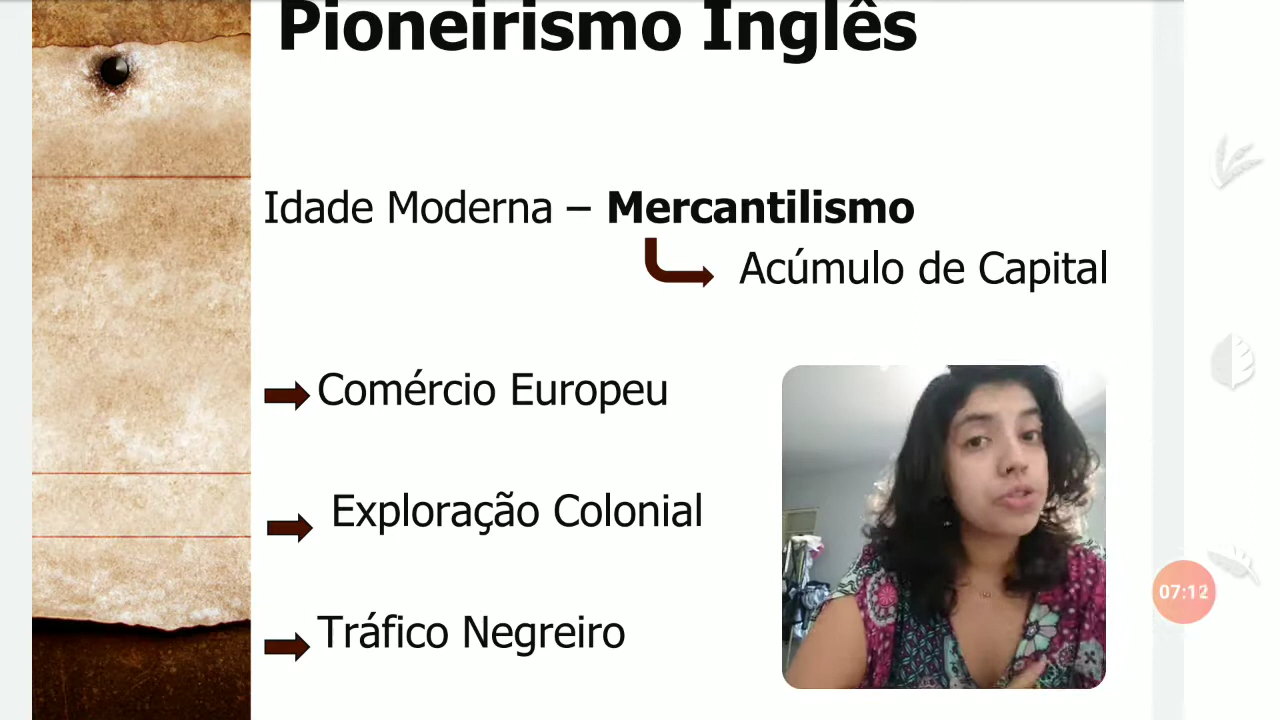 Pioneirismo Inglês
Idade Moderna – Mercantilismo
Acúmulo de Capital
Comércio Europeu
Exploração Colonial
Tráfico Negreiro
07:12